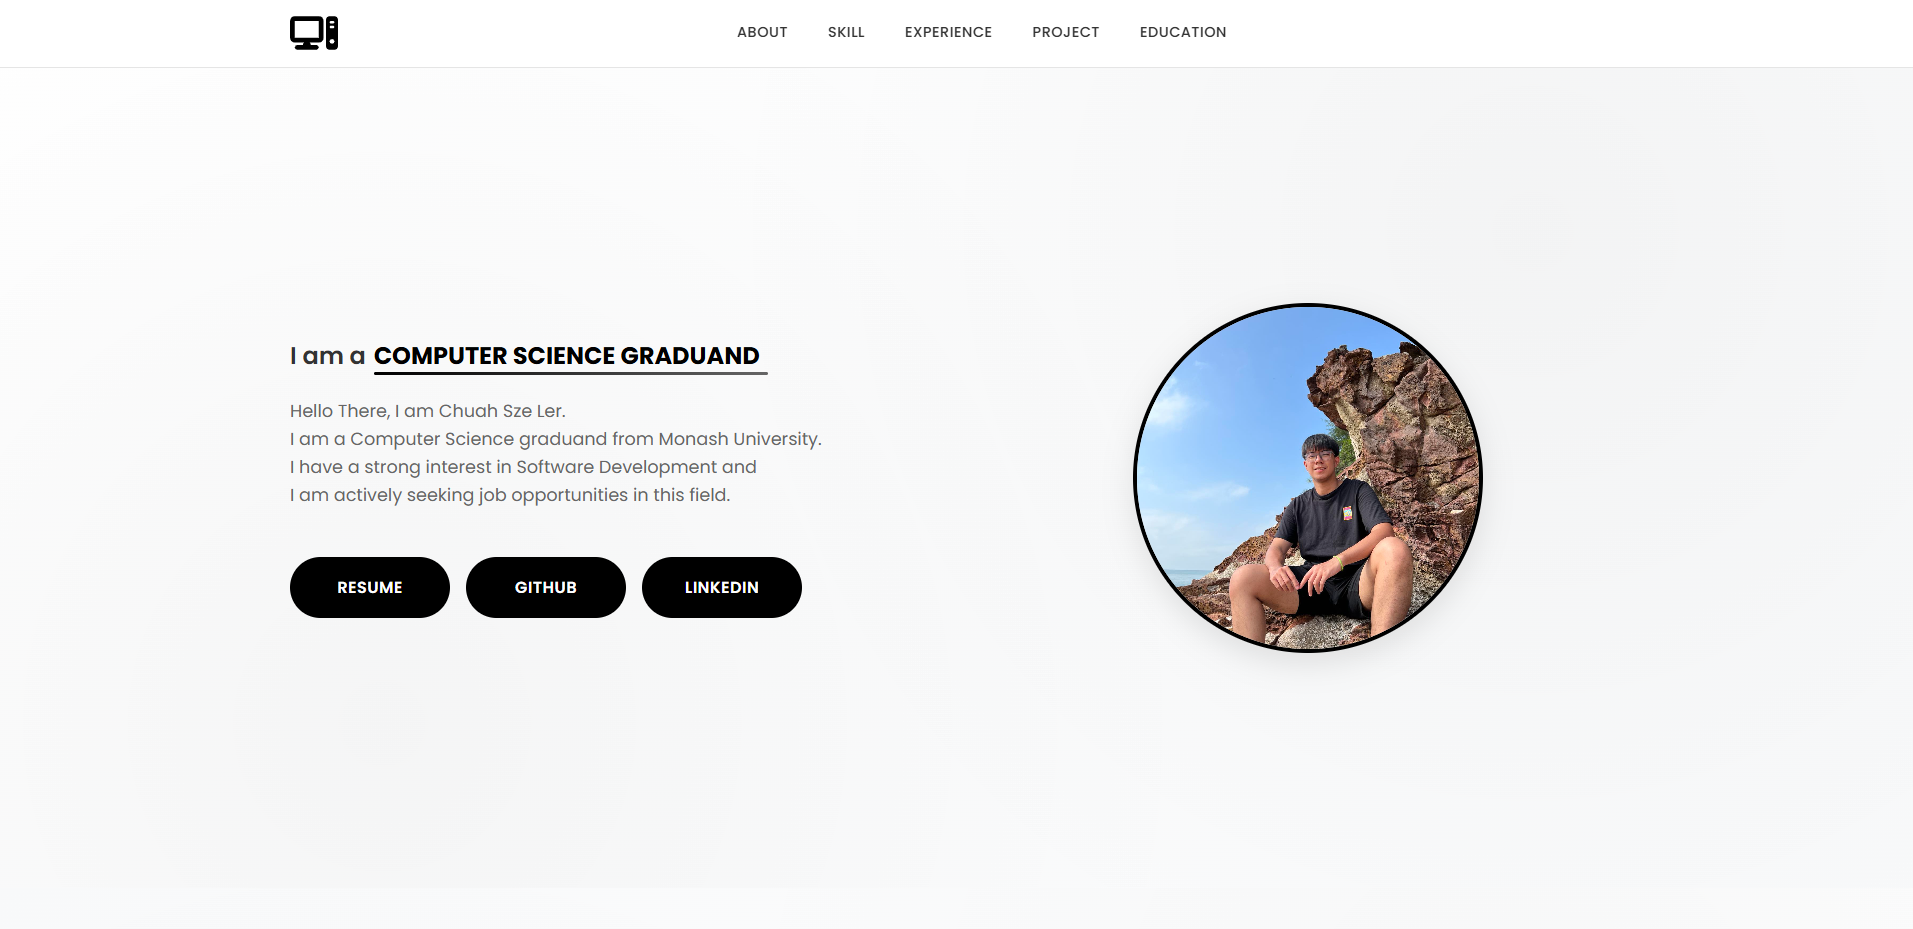 ABOUT SKILL EXPERIENCE PROJECT EDUCATION
I am a COMPUTER SCIENCE GRADUAND
Hello There, I am Chuah Sze Ler.
I am a Computer Science graduand from Monash University.
I have a strong interest in Software Development and
I am actively seeking job opportunities in this field.
RESUME GITHUB LINKEDIN